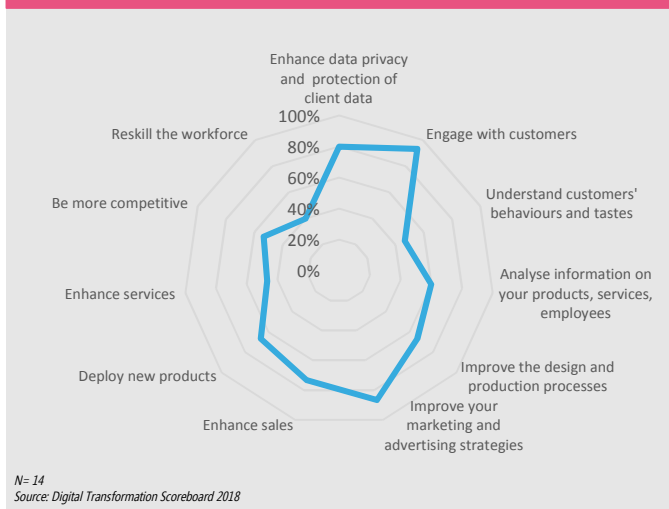 Enhance data privacy
and protection of
client data
100%
80%
60%
40%
20%
0%
Engage with customers
Understand customers'
behaviours and tastes
Analyse information on
your products, services,
employees
Improve the design and
production processes
Improve your
marketing and
advertising strategies
Enhance sales
Deploy new products
Enhance services
Be more competitive
Reskill the workforce
N= 14
Source: Digital Transformation Scoreboard 2018